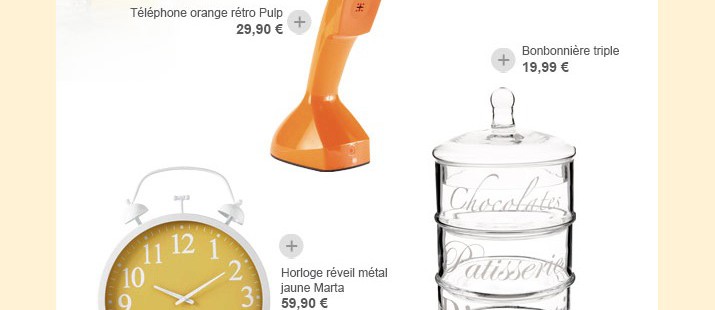 Téléphone orange rétro Pulp
29,90 €
Bonbonnière triple
19,99 €
Chocolates
Patisserie
11 12 1
10 2
9 3
Horloge réveil métal
jaune Marta
59,90 €